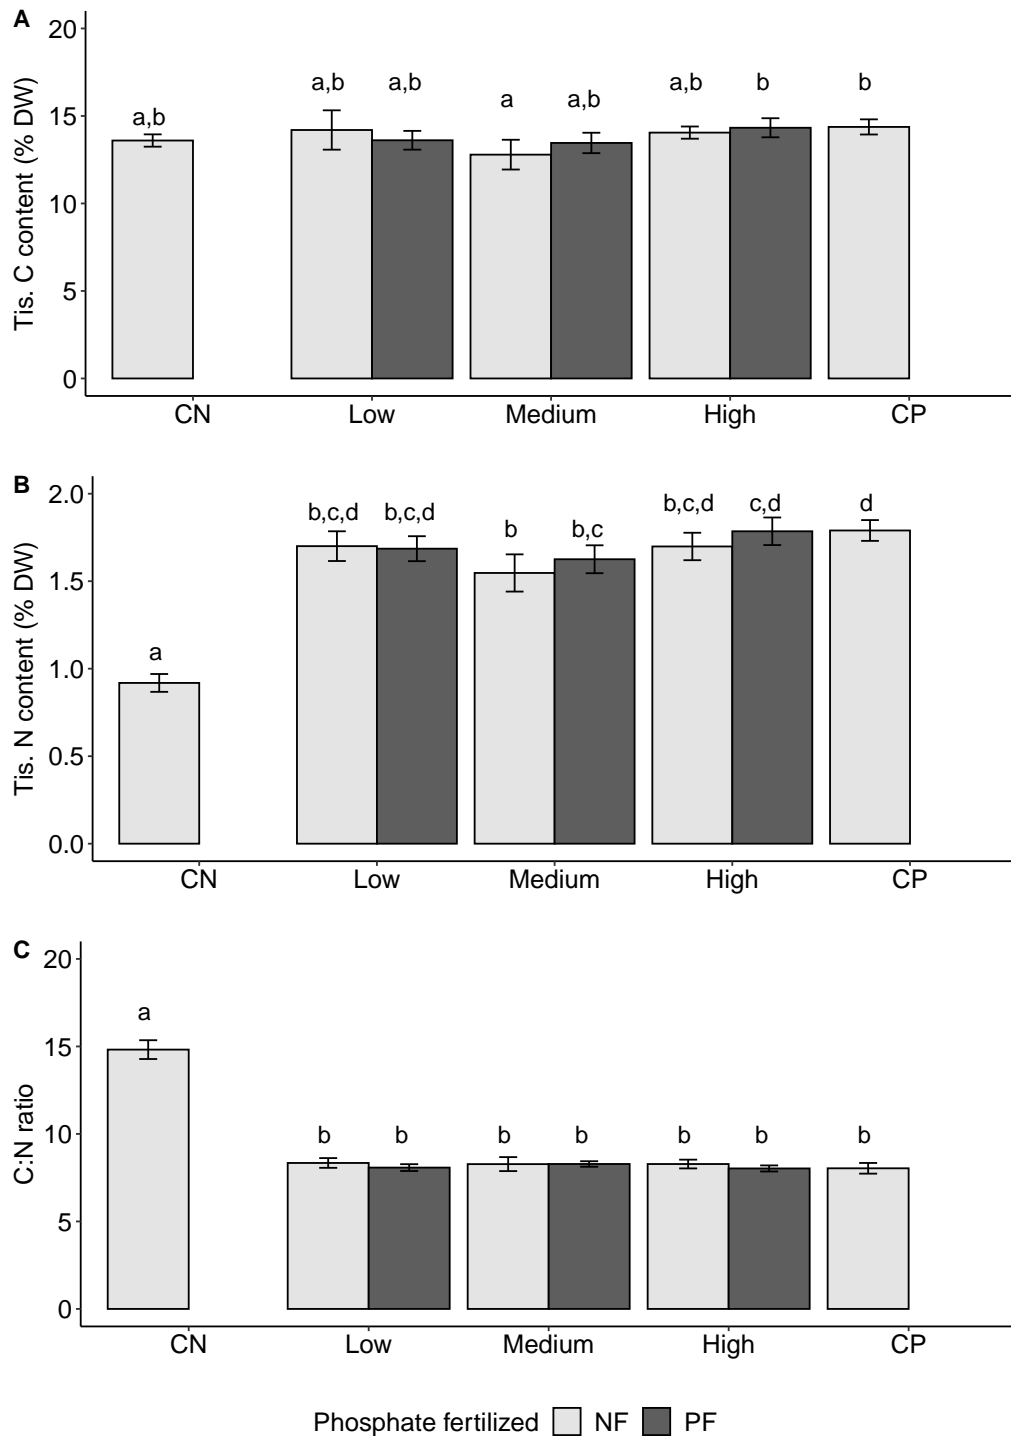 A
Tis. C content (% DW)
20
15
10
5
0
a,b
a,b
a,b
a
a,b
a,b
b
b
CN Low Medium High CP
B
Tis. N content (% DW)
2.0
1.5
1.0
0.5
0.0
a
b,c,d
b,c,d
b
b,c
b,c,d
c,d
d
CN Low Medium High CP
C
C:N ratio
20
15
10
5
0
a
b
b
b
b
b
b
b
CN Low Medium High CP
Phosphate fertilized NF PF